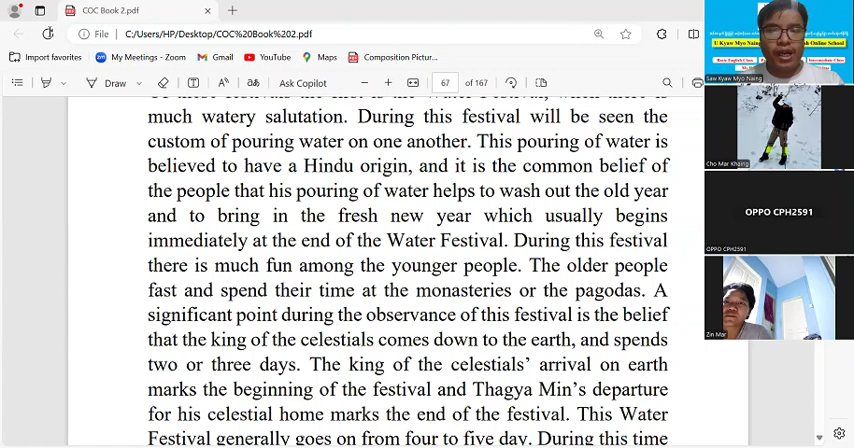 COC Book 2.pdf
File C:/Users/HP/Desktop/COC%20Book%202.pdf
Import favorites My Meetings - Zoom Gmail YouTube Maps Composition Pictur...
Draw Ask Copilot 67 of 167
much watery salutation. During this festival will be seen the
custom of pouring water on one another. This pouring of water is
believed to have a Hindu origin, and it is the common belief of
the people that his pouring of water helps to wash out the old year
and to bring in the fresh new year which usually begins
immediately at the end of the Water Festival. During this festival
there is much fun among the younger people. The older people
fast and spend their time at the monasteries or the pagodas. A
significant point during the observance of this festival is the belief
that the king of the celestials comes down to the earth, and spends
two or three days. The king of the celestials’ arrival on earth
marks the beginning of the festival and Thagya Min’s departure
for his celestial home marks the end of the festival. This Water
Festival generally goes on from four to five day. During this time
U Kyaw Myo Naing
Online School
Saw Kyaw Myo Naing
Cho Mar Khaing
OPPO CPH2591
OPPO CPH2591
Zin Mar